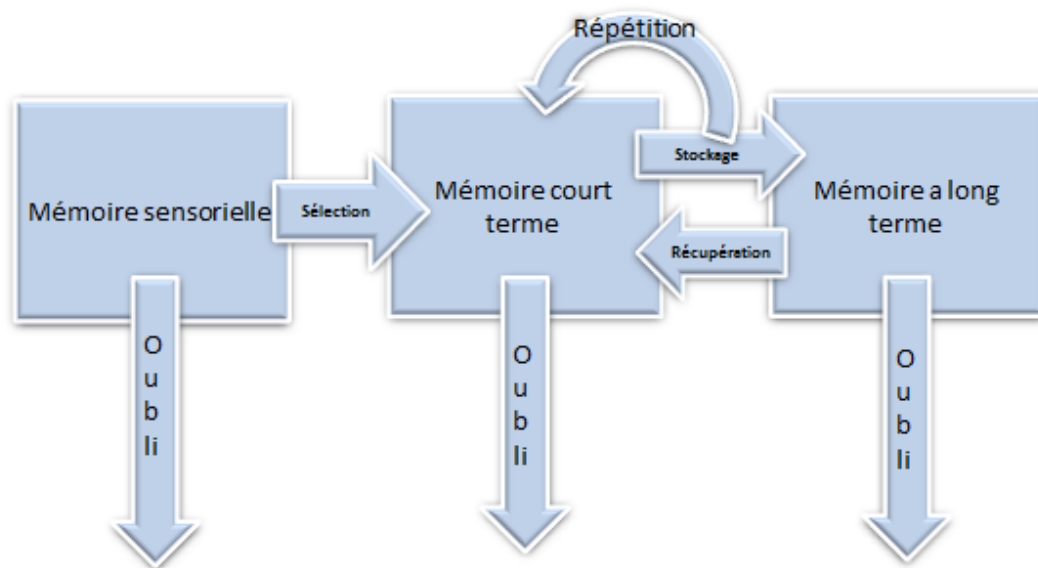 Répétition
Mémoire sensorielle
Sélection
Mémoire court
terme
Stockage
Récupération
Mémoire a long
terme
O
u
b
li
O
u
b
li
O
u
b
li